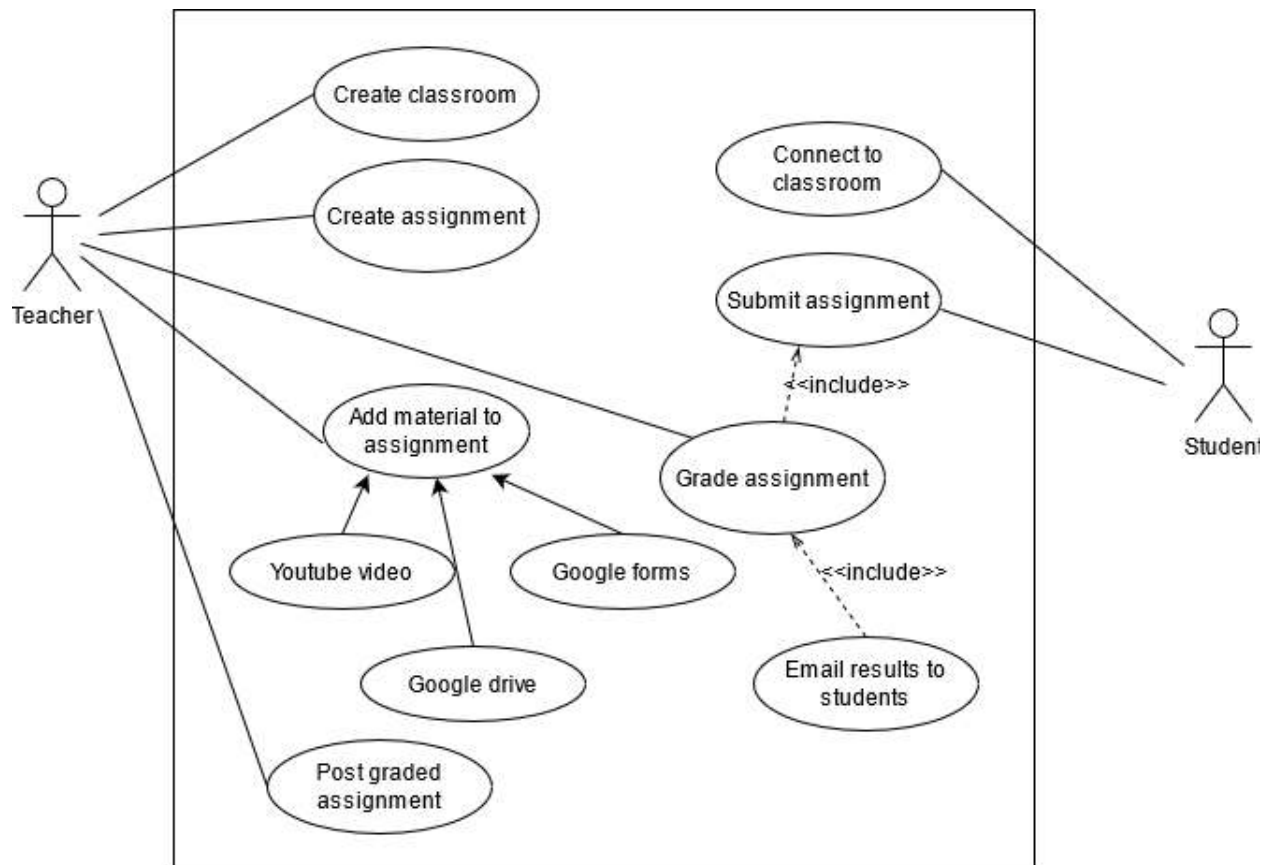 Create classroom
Connect to
classroom
Create assignment
Submit assignment
Teacher
<<include>>
Add material to
assignment
Student
Grade assignment
Youtube video
Google forms
<<include>>
Google drive
Email results to
students
Post graded
assignment